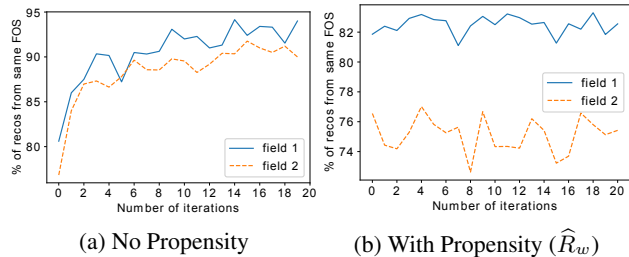 % of recos from same FOS
95
90
85
80
field 1
field 2
0 2 4 6 8 10 12 14 16 18 20
Number of iterations
(a) No Propensity
% of recos from same FOS
82
80
78
76
74
field 1
field 2
0 2 4 6 8 10 12 14 16 18 20
Number of iterations
(b) With Propensity (R̂_w)